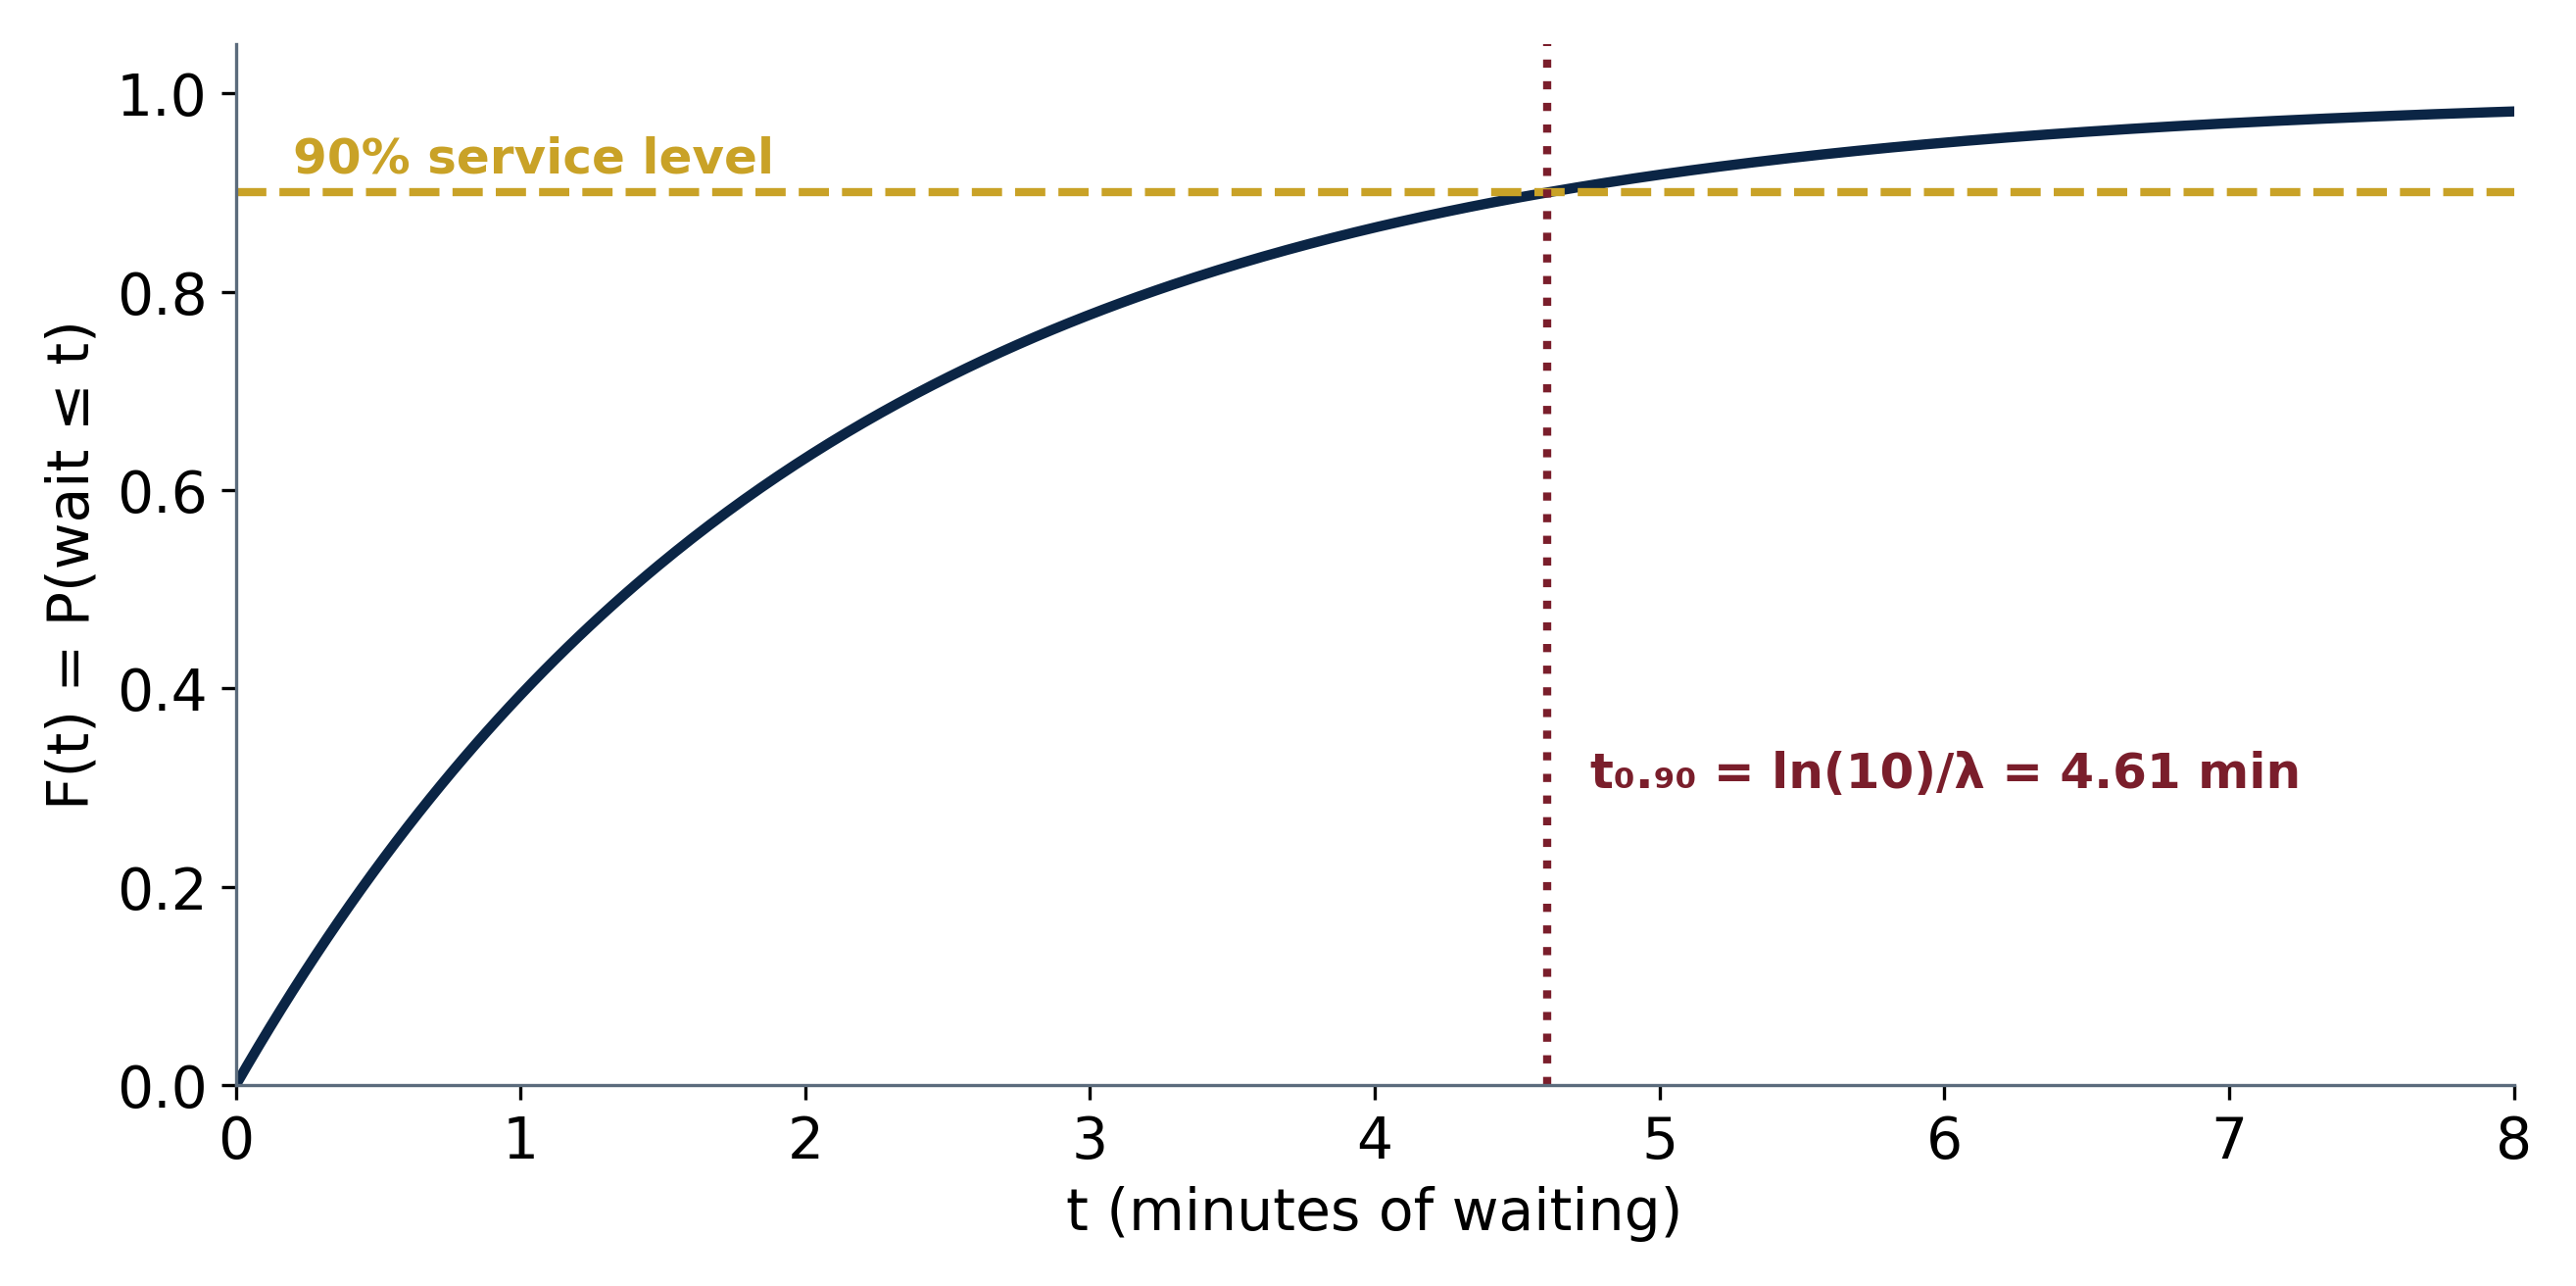 1.0
90% service level
0.8
0.6
0.4
0.2
0.0
F(t) = P(wait ≤ t)
t₀.₉₀ = ln(10)/λ = 4.61 min
0 1 2 3 4 5 6 7 8
t (minutes of waiting)